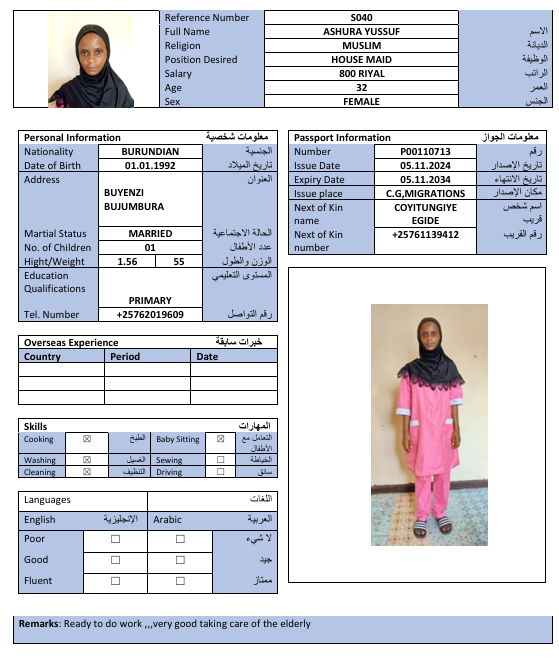 Reference Number S040
Full Name ASHURA YUSSUF الاسم
Religion MUSLIM الديانة
Position Desired HOUSE MAID الوظيفة
Salary 800 RIYAL الراتب
Age 32 العمر
Sex FEMALE الجنس
Personal Information معلومات شخصية
Nationality BURUNDIAN الجنسية
Date of Birth 01.01.1992 تاريخ الميلاد
Address العنوان
BUYENZI
BUJUMBURA
Martial Status MARRIED الحالة الاجتماعية
No. of Children 01 عدد الأطفال
Hight/Weight 1.56 55 الوزن والطول
Education المستوى التعليمي
Qualifications
PRIMARY
Tel. Number +25762019609 رقم التواصل
Passport Information معلومات الجواز
Number P00110713 رقم
Issue Date 05.11.2024 تاريخ الإصدار
Expiry Date 05.11.2034 تاريخ الانتهاء
Issue place C.G,MIGRATIONS مكان الإصدار
Next of Kin COYITUNGIYE اسم شخص
name EGIDE قريب
Next of Kin +25761139412 رقم القريب
number
Overseas Experience خبرات سابقة
Country Period Date
Skills المهارات
Cooking ☒ الطبخ Baby Sitting ☒ التعامل مع
الأطفال
Washing ☒ الغسيل Sewing ☐ الخياطة
Cleaning ☒ التنظيف Driving ☐ سائق
Languages اللغات
English الإنجليزية Arabic العربية
Poor ☐ ☐ لا شيء
Good ☐ ☐ جيد
Fluent ☐ ☐ ممتاز
Remarks: Ready to do work ,,,very good taking care of the elderly